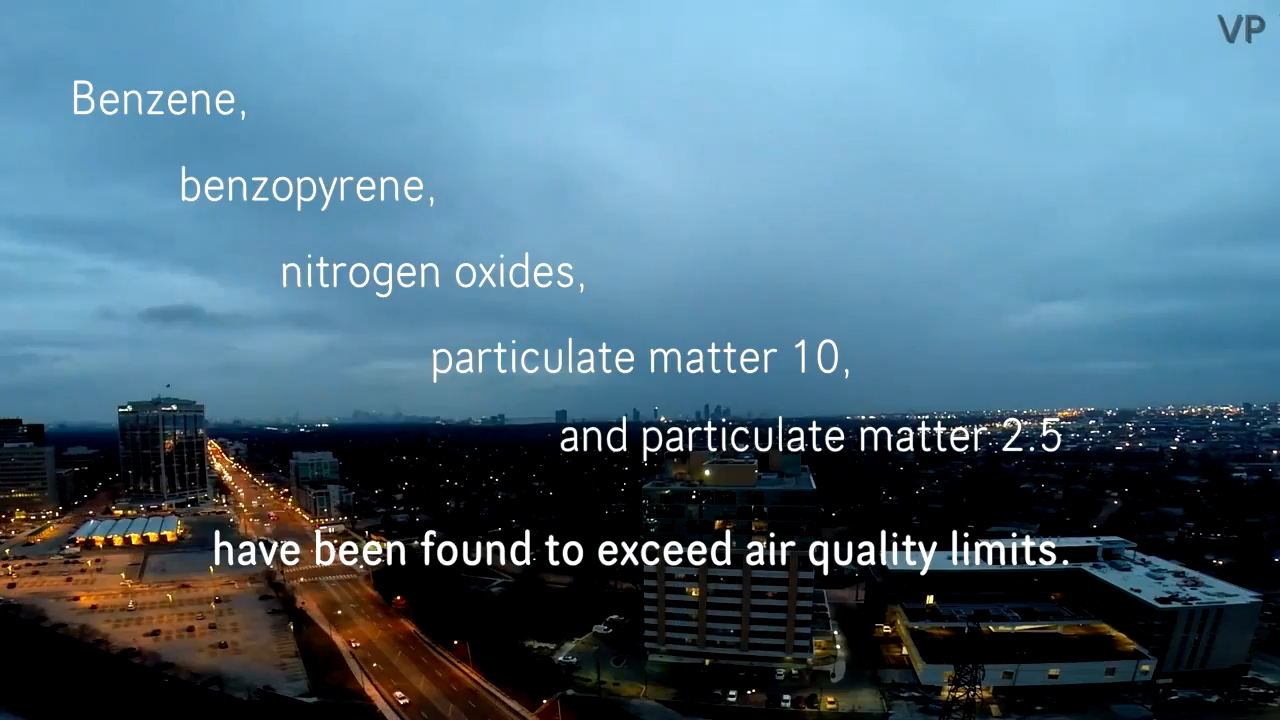 VP
Benzene,
benzopyrene,
nitrogen oxides,
particulate matter 10,
and particulate matter 2.5
have been found to exceed air quality limits.